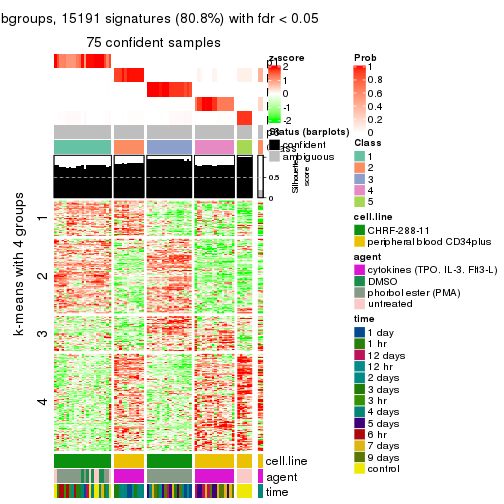 bgroups, 15191 signatures (80.8%) with fdr < 0.05
75 confident samples
z-score
2
1
0
-1
-2
Status (barplots)
confident
ambiguous
Silhouette score
0.5
0
k-means with 4 groups
1
2
3
4
cell.line
agent
time
Prob
1
0.8
0.6
0.4
0.2
0
Class
1
2
3
4
5
cell.line
CHRF-288-11
peripheral blood CD34plus
agent
cytokines (TPO. IL-3. Flt3-L)
DMSO
phorbol ester (PMA)
untreated
time
1 day
1 hr
12 days
12 hr
2 days
3 days
3 hr
4 days
5 days
6 hr
7 days
9 days
control